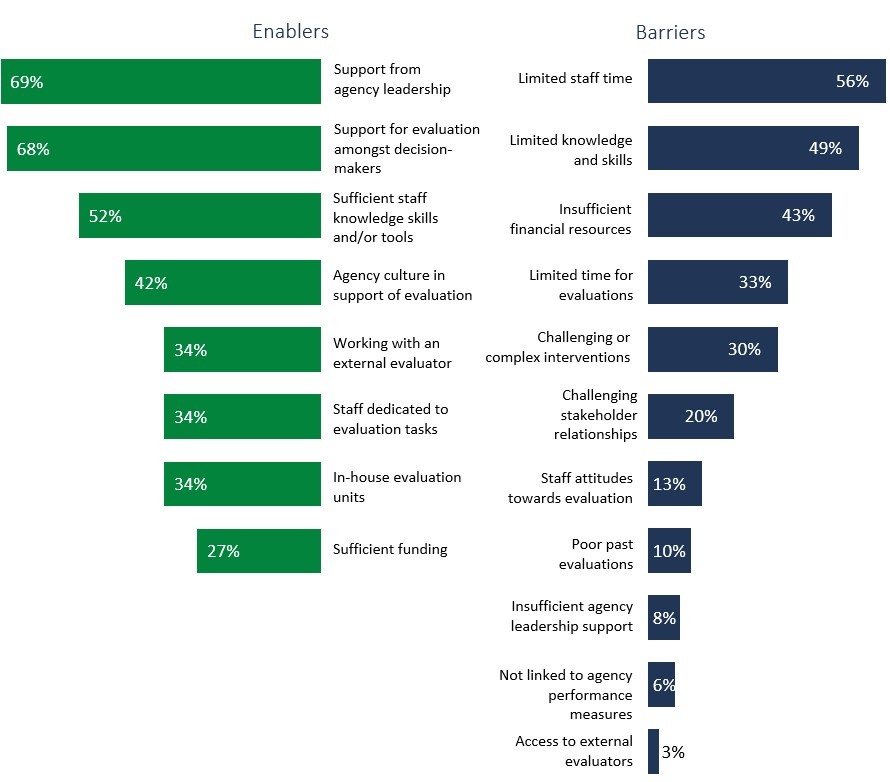 Enablers
69%
Support from
agency leadership
68%
Support for evaluation
amongst decision-
makers
52%
Sufficient staff
knowledge skills
and/or tools
42%
Agency culture in
support of evaluation
34%
Working with an
external evaluator
34%
Staff dedicated to
evaluation tasks
34%
In-house evaluation
units
27%
Sufficient funding
Barriers
Limited staff time
56%
Limited knowledge
and skills
49%
Insufficient
financial resources
43%
Limited time for
evaluations
33%
Challenging or
complex interventions
30%
Challenging
stakeholder
relationships
20%
Staff attitudes
towards evaluation
13%
Poor past
evaluations
10%
Insufficient agency
leadership support
8%
Not linked to agency
performance
measures
6%
Access to external
evaluators
3%